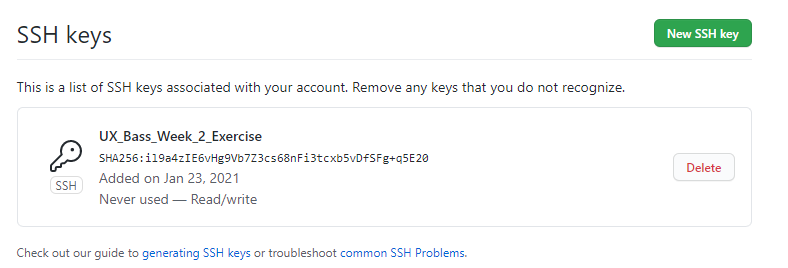 SSH keys
New SSH key
This is a list of SSH keys associated with your account. Remove any keys that you do not recognize.
UX_Bass_Week_2_Exercise
SHA256:il9a4zIE6vHg9Vb7Z3cs68nFi3tcxb5vDfSFg+q5E20
Added on Jan 23, 2021
Never used — Read/write
SSH
Delete
Check out our guide to generating SSH keys or troubleshoot common SSH Problems.